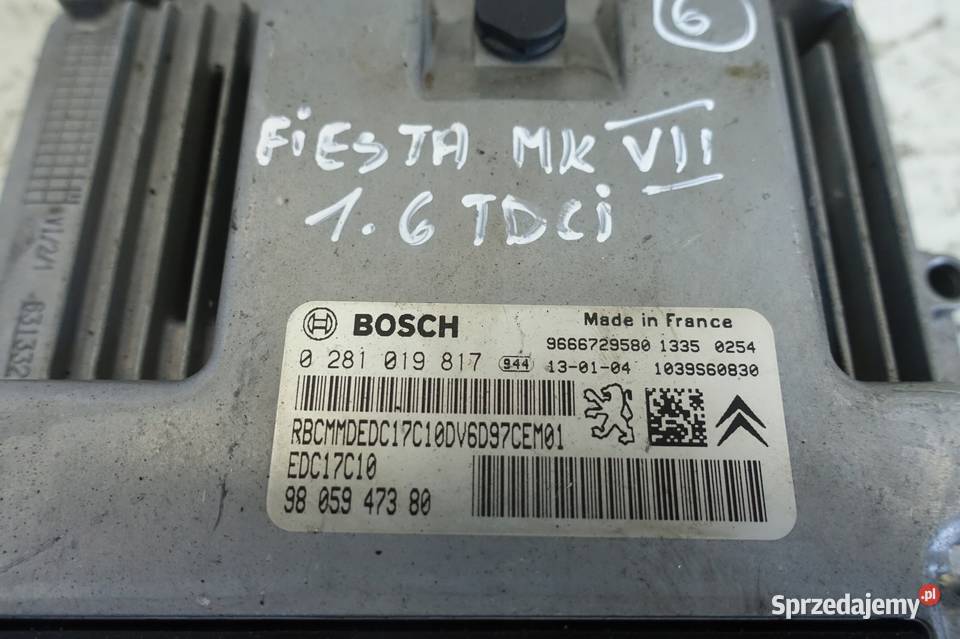 6
FiESTA MK VII
1.6 TDCi
BOSCH
Made in France
9666729580 1335 0254
0 281 019 817 944 13-01-04 1039S60830
RBCMMDEDC17C10DV6D97CEM01
EDC17C10
98 059 473 80
Sprzedajemy.pl